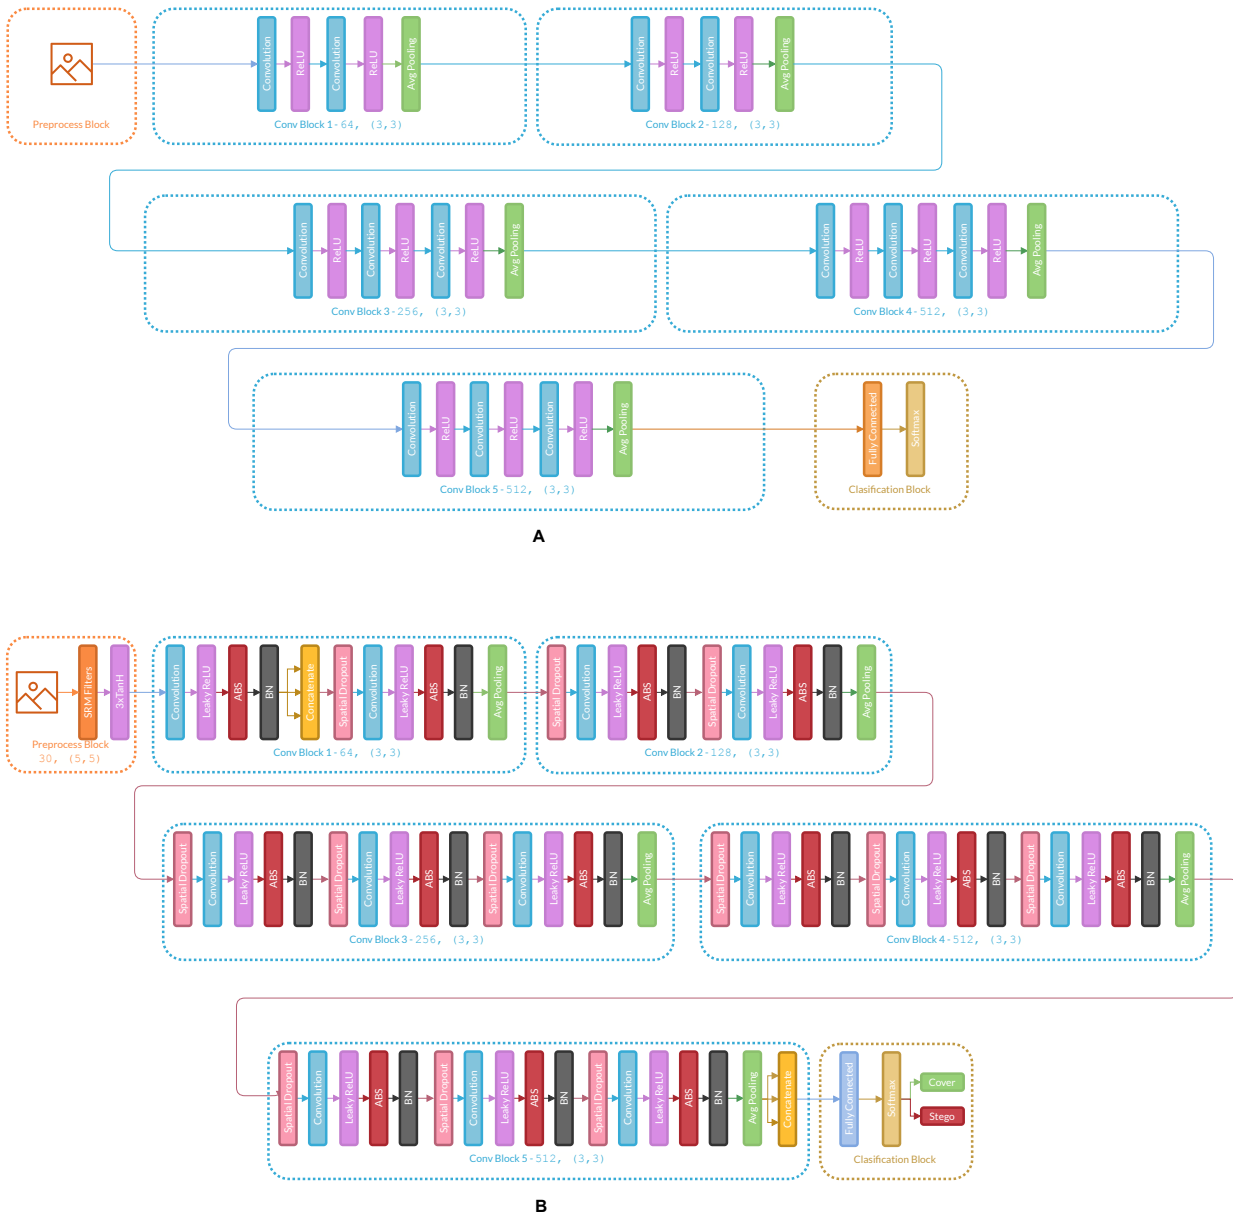 Convolution
ReLU
Convolution
ReLU
Avg Pooling
Convolution
ReLU
Convolution
ReLU
Avg Pooling
Preprocess Block
Conv Block 1 - 64, (3,3)
Conv Block 2 - 128, (3,3)
Convolution
ReLU
Convolution
ReLU
Convolution
ReLU
Avg Pooling
Convolution
ReLU
Convolution
ReLU
Convolution
ReLU
Avg Pooling
Conv Block 3 - 256, (3,3)
Conv Block 4 - 512, (3,3)
Convolution
ReLU
Convolution
ReLU
Convolution
ReLU
Avg Pooling
Fully Connected
Softmax
Conv Block 5 - 512, (3,3)
Clasification Block
A
SRM Filters
3xTanH
Convolution
Leaky ReLU
ABS
BN
Concatenate
Spatial Dropout
Convolution
Leaky ReLU
ABS
BN
Avg Pooling
Spatial Dropout
Convolution
Leaky ReLU
ABS
BN
Spatial Dropout
Convolution
Leaky ReLU
ABS
BN
Avg Pooling
Preprocess Block
30, (5,5)
Conv Block 1 - 64, (3,3)
Conv Block 2 - 128, (3,3)
Spatial Dropout
Convolution
Leaky ReLU
ABS
BN
Spatial Dropout
Convolution
Leaky ReLU
ABS
BN
Spatial Dropout
Convolution
Leaky ReLU
ABS
BN
Avg Pooling
Spatial Dropout
Convolution
Leaky ReLU
ABS
BN
Spatial Dropout
Convolution
Leaky ReLU
ABS
BN
Spatial Dropout
Convolution
Leaky ReLU
ABS
BN
Avg Pooling
Conv Block 3 - 256, (3,3)
Conv Block 4 - 512, (3,3)
Spatial Dropout
Convolution
Leaky ReLU
ABS
BN
Spatial Dropout
Convolution
Leaky ReLU
ABS
BN
Spatial Dropout
Convolution
Leaky ReLU
ABS
BN
Avg Pooling
Concatenate
Fully Connected
Softmax
Cover
Stego
Conv Block 5 - 512, (3,3)
Clasification Block
B